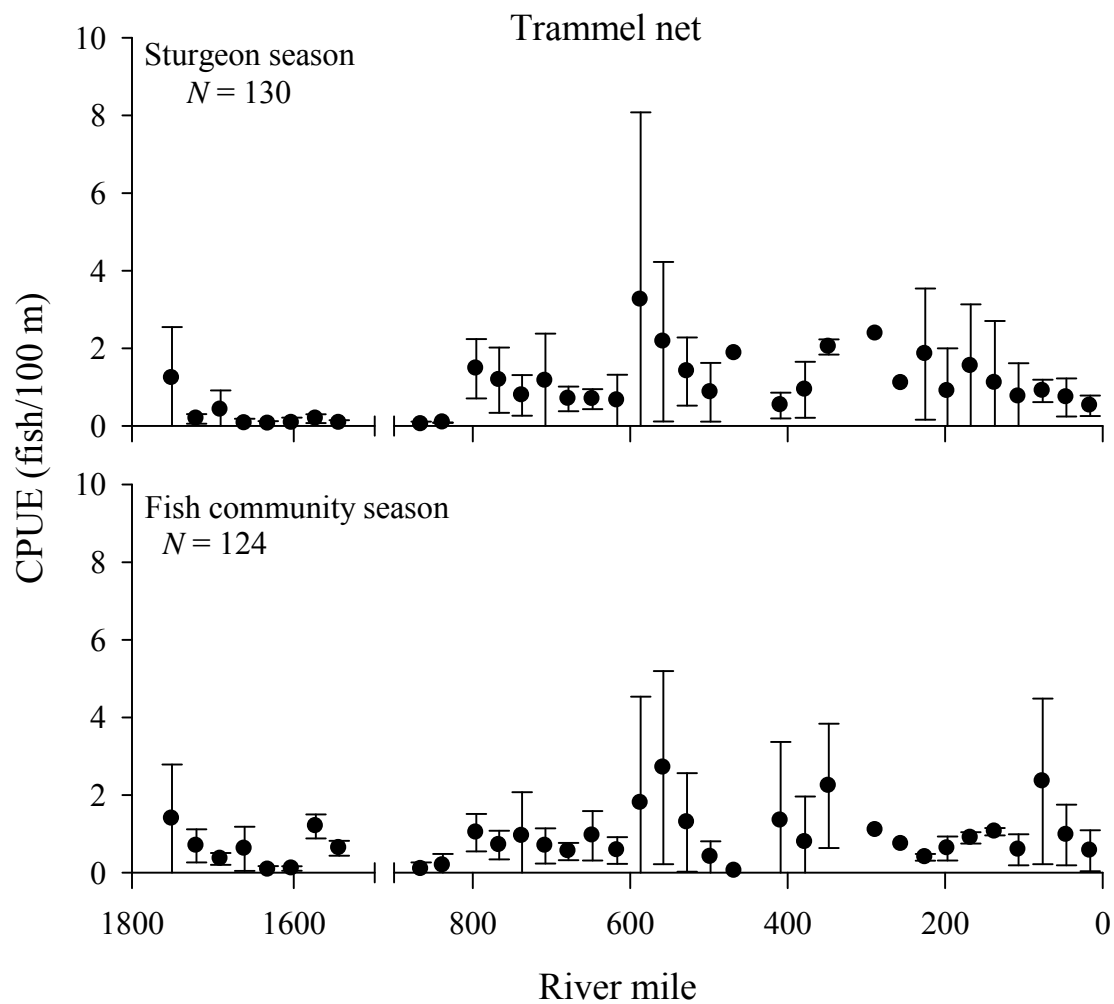 Trammel net
10
Sturgeon season
N = 130
8
6
4
2
0
CPUE (fish/100 m)
10
Fish community season
N = 124
8
6
4
2
0
1800 1600 800 600 400 200 0
River mile